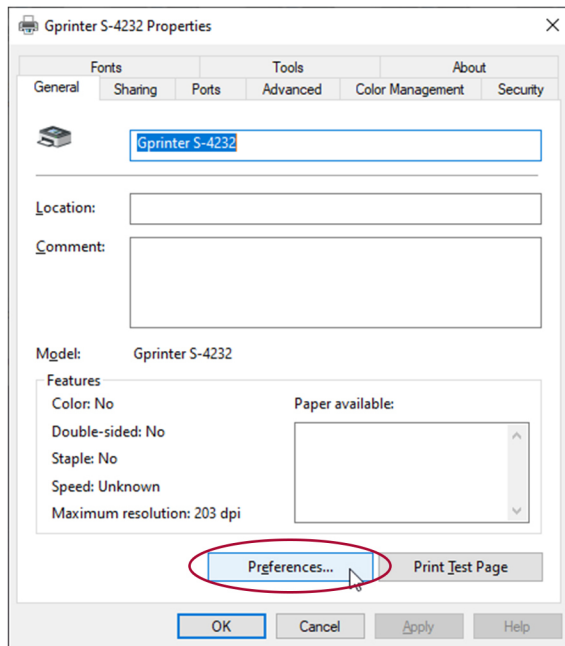 Gprinter S-4232 Properties
Fonts Tools About
General Sharing Ports Advanced Color Management Security
Gprinter S-4232
Location:
Comment:
Model: Gprinter S-4232
Features
Color: No Paper available:
Double-sided: No
Staple: No
Speed: Unknown
Maximum resolution: 203 dpi
Preferences... Print Test Page
OK Cancel Apply Help